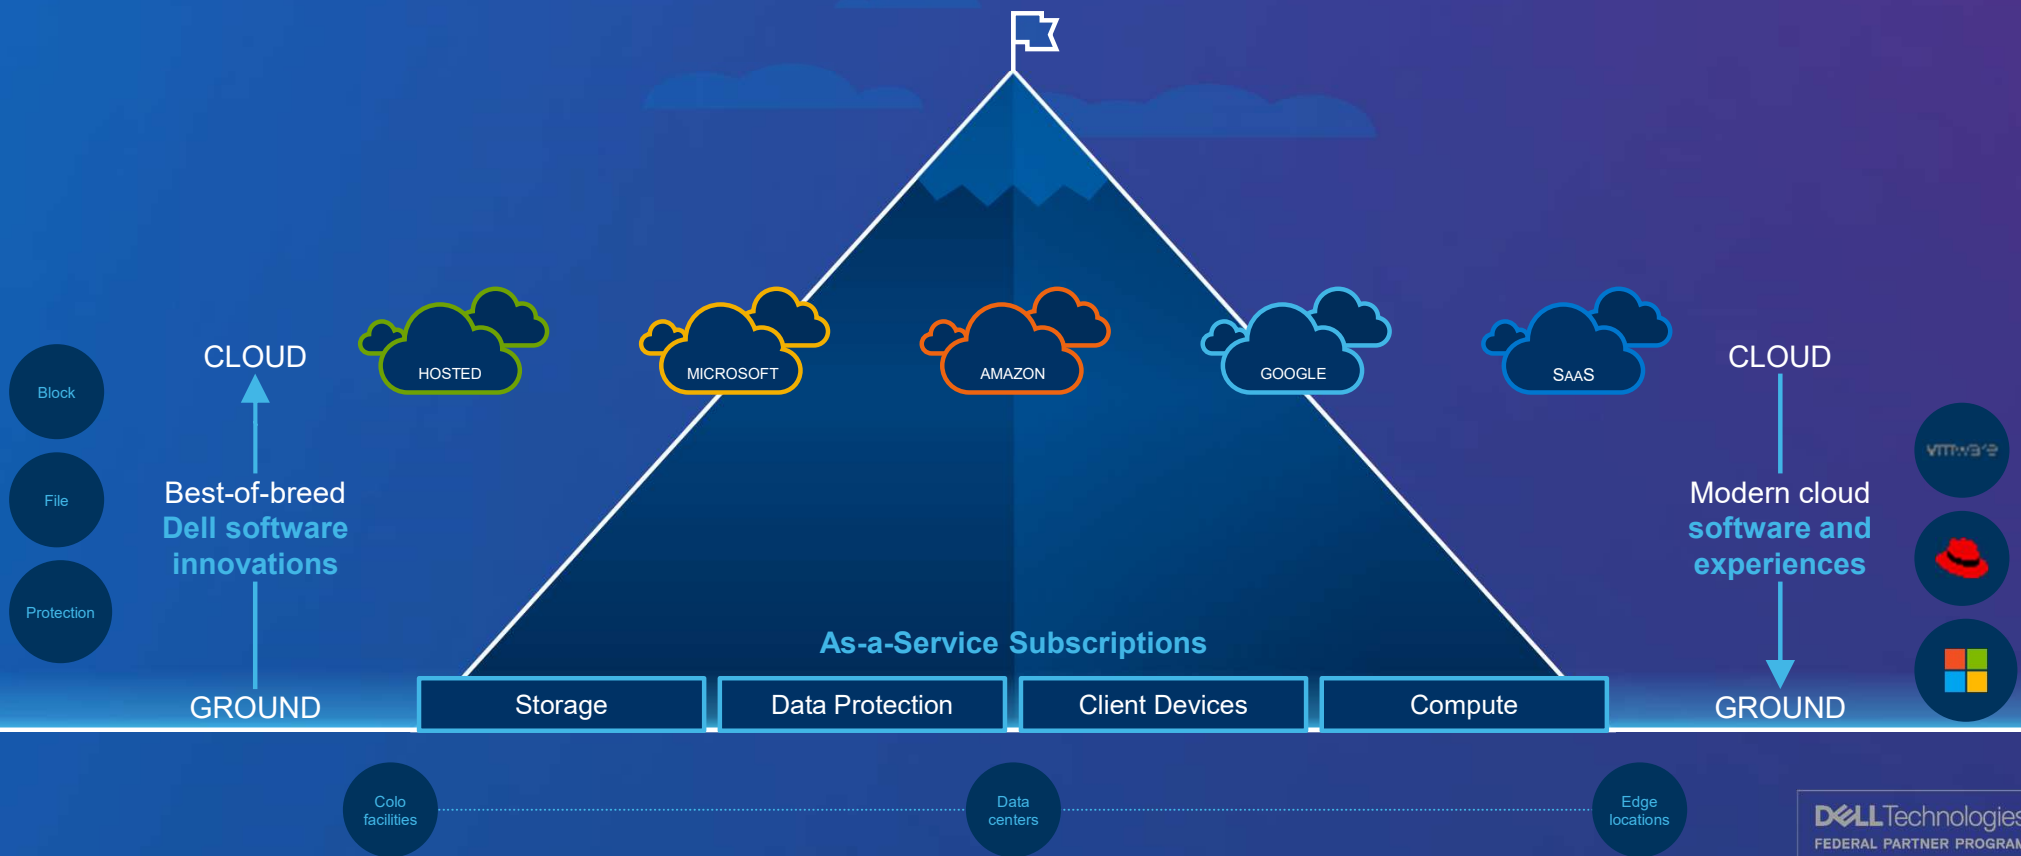 CLOUD
HOSTED
MICROSOFT
AMAZON
GOOGLE
SAAS
CLOUD
Block
File
Protection
Best-of-breed
Dell software
innovations
Modern cloud
software and
experiences
vmware
As-a-Service Subscriptions
GROUND
Storage
Data Protection
Client Devices
Compute
GROUND
Colo
facilities
Data
centers
Edge
locations
DELLTechnologies
FEDERAL PARTNER PROGRAM